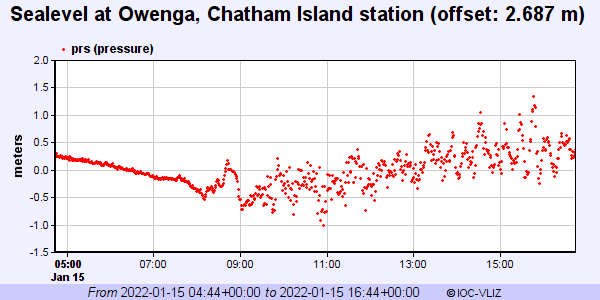 Sealevel at Owenga, Chatham Island station (offset: 2.687 m)
prs (pressure)
2.0
1.5
1.0
0.5
0.0
-0.5
-1.0
-1.5
meters
05:00 07:00 09:00 11:00 13:00 15:00
Jan 15
From 2022-01-15 04:44+00:00 to 2022-01-15 16:44+00:00 © IOC-VLIZ